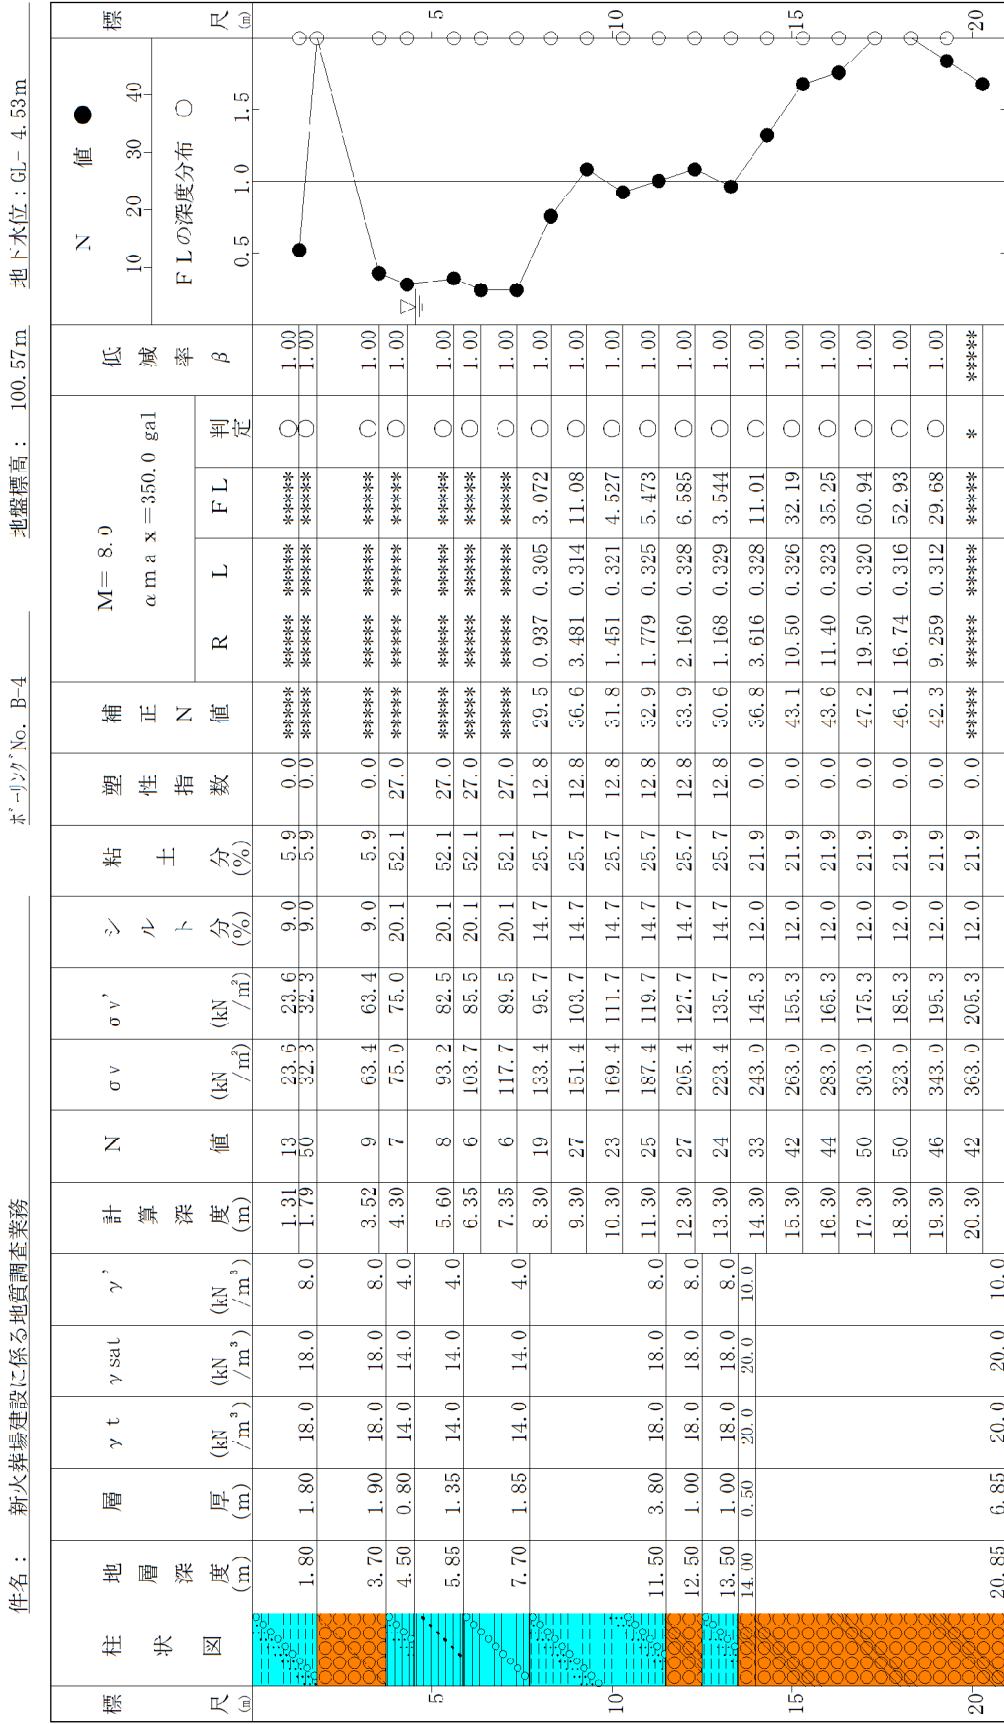 件名： 新火葬場建設に係る地質調査業務 ﾎﾞｰﾘﾝｸﾞNo. B-4 地盤標高： 100.57m 地下水位：GL- 4.53m
標尺(m) 柱状図 地層深度(m) 層厚(m) γt(kN/m³) γsat(kN/m³) γ'(kN/m³) 計算深度(m) N値 σv(kN/m²) σv'(kN/m²) シルト分(%) 粘土分(%) 塑性指数 補正N値 M= 8.0 αmax=350.0 gal R L FL 判定 低減率β N値 ● 10 20 30 40 FLの深度分布 ○ 0.5 1.0 1.5 標尺(m)
1.31 13 23.6 23.6 9.0 5.9 0.0 ***** ***** ***** ***** ○ 1.00
1.80 1.80 18.0 18.0 8.0 1.79 50 32.3 32.3 9.0 5.9 0.0 ***** ***** ***** ***** ○ 1.00
3.52 9 63.4 63.4 9.0 5.9 0.0 ***** ***** ***** ***** ○ 1.00
3.70 1.90 18.0 18.0 8.0
4.30 7 75.0 75.0 20.1 52.1 27.0 ***** ***** ***** ***** ○ 1.00
4.50 0.80 14.0 14.0 4.0
5 5
5.60 8 93.2 82.5 20.1 52.1 27.0 ***** ***** ***** ***** ○ 1.00
5.85 1.35 14.0 14.0 4.0
6.35 6 103.7 85.5 20.1 52.1 27.0 ***** ***** ***** ***** ○ 1.00
7.35 6 117.7 89.5 20.1 52.1 27.0 ***** ***** ***** ***** ○ 1.00
7.70 1.85 14.0 14.0 4.0
8.30 19 133.4 95.7 14.7 25.7 12.8 29.5 0.937 0.305 3.072 ○ 1.00
9.30 27 151.4 103.7 14.7 25.7 12.8 36.6 3.481 0.314 11.08 ○ 1.00
10 10
10.30 23 169.4 111.7 14.7 25.7 12.8 31.8 1.451 0.321 4.527 ○ 1.00
11.30 25 187.4 119.7 14.7 25.7 12.8 32.9 1.779 0.325 5.473 ○ 1.00
11.50 3.80 18.0 18.0 8.0
12.30 27 205.4 127.7 14.7 25.7 12.8 33.9 2.160 0.328 6.585 ○ 1.00
12.50 1.00 18.0 18.0 8.0
13.30 24 223.4 135.7 14.7 25.7 12.8 30.6 1.168 0.329 3.544 ○ 1.00
13.50 1.00 18.0 18.0 8.0
14.00 0.50 20.0 20.0 10.0
14.30 33 243.0 145.3 12.0 21.9 0.0 36.8 3.616 0.328 11.01 ○ 1.00
15 15
15.30 42 263.0 155.3 12.0 21.9 0.0 43.1 10.50 0.326 32.19 ○ 1.00
16.30 44 283.0 165.3 12.0 21.9 0.0 43.6 11.40 0.323 35.25 ○ 1.00
17.30 50 303.0 175.3 12.0 21.9 0.0 47.2 19.50 0.320 60.94 ○ 1.00
18.30 50 323.0 185.3 12.0 21.9 0.0 46.1 16.74 0.316 52.93 ○ 1.00
19.30 46 343.0 195.3 12.0 21.9 0.0 42.3 9.259 0.312 29.68 ○ 1.00
20 20
20.30 42 363.0 205.3 12.0 21.9 0.0 ***** ***** ***** ***** * *****
20.85 6.85 20.0 20.0 10.0